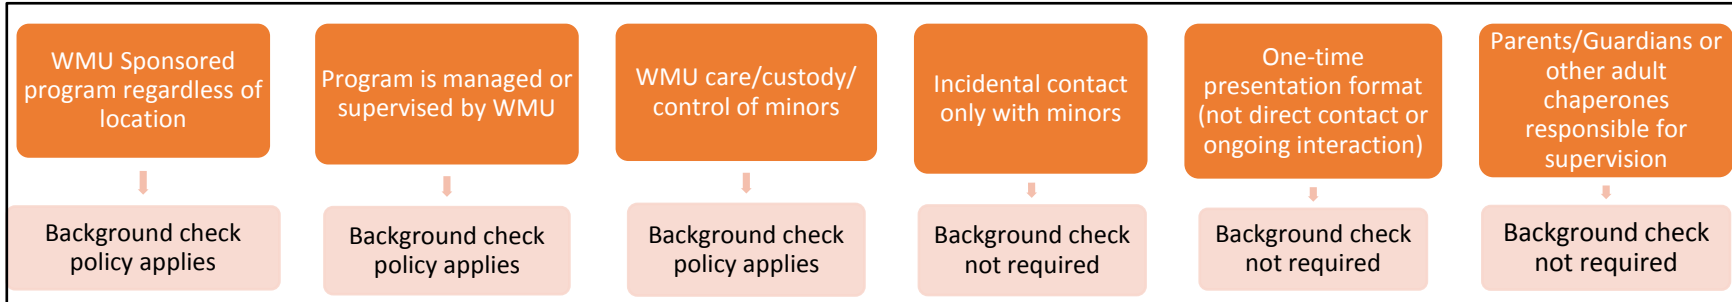 WMU Sponsored
program regardless of
location
Background check
policy applies
Program is managed or
supervised by WMU
Background check
policy applies
WMU care/custody/
control of minors
Background check
policy applies
Incidental contact
only with minors
Background check
not required
One-time
presentation format
(not direct contact or
ongoing interaction)
Background check
not required
Parents/Guardians or
other adult
chaperones
responsible for
supervision
Background check
not required